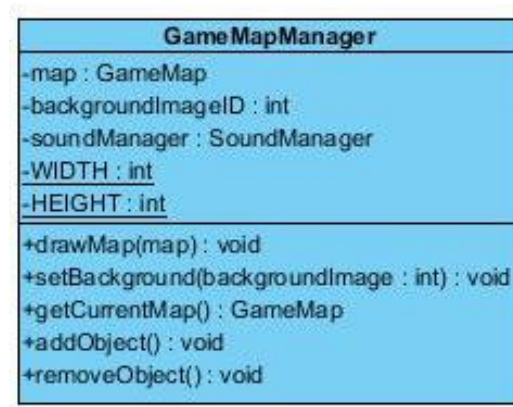 GameMapManager
-map : GameMap
-backgroundImageID : int
-soundManager : SoundManager
-WIDTH : int
-HEIGHT : int
+drawMap(map) : void
+setBackground(backgroundImage : int) : void
+getCurrentMap() : GameMap
+addObject() : void
+removeObject() : void